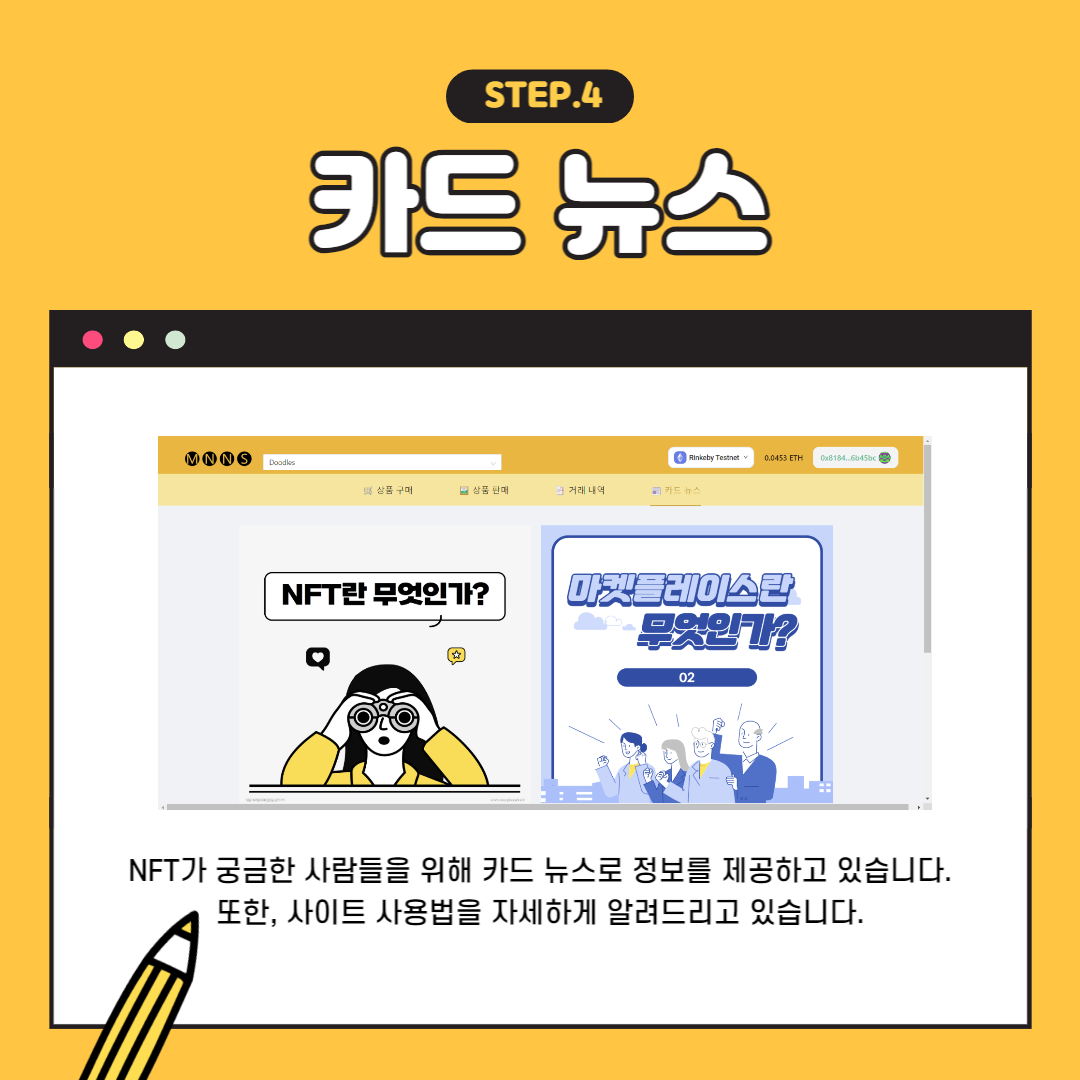 STEP.4
카드 뉴스
MNNS
Doodles
Rinkeby Testnet
0.0453 ETH
0x8184...6b45bc
상품 구매
상품 판매
거래 내역
카드 뉴스
NFT란 무엇인가?
마켓플레이스란
무엇인가?
02
NFT가 궁금한 사람들을 위해 카드 뉴스로 정보를 제공하고 있습니다.
또한, 사이트 사용법을 자세하게 알려드리고 있습니다.